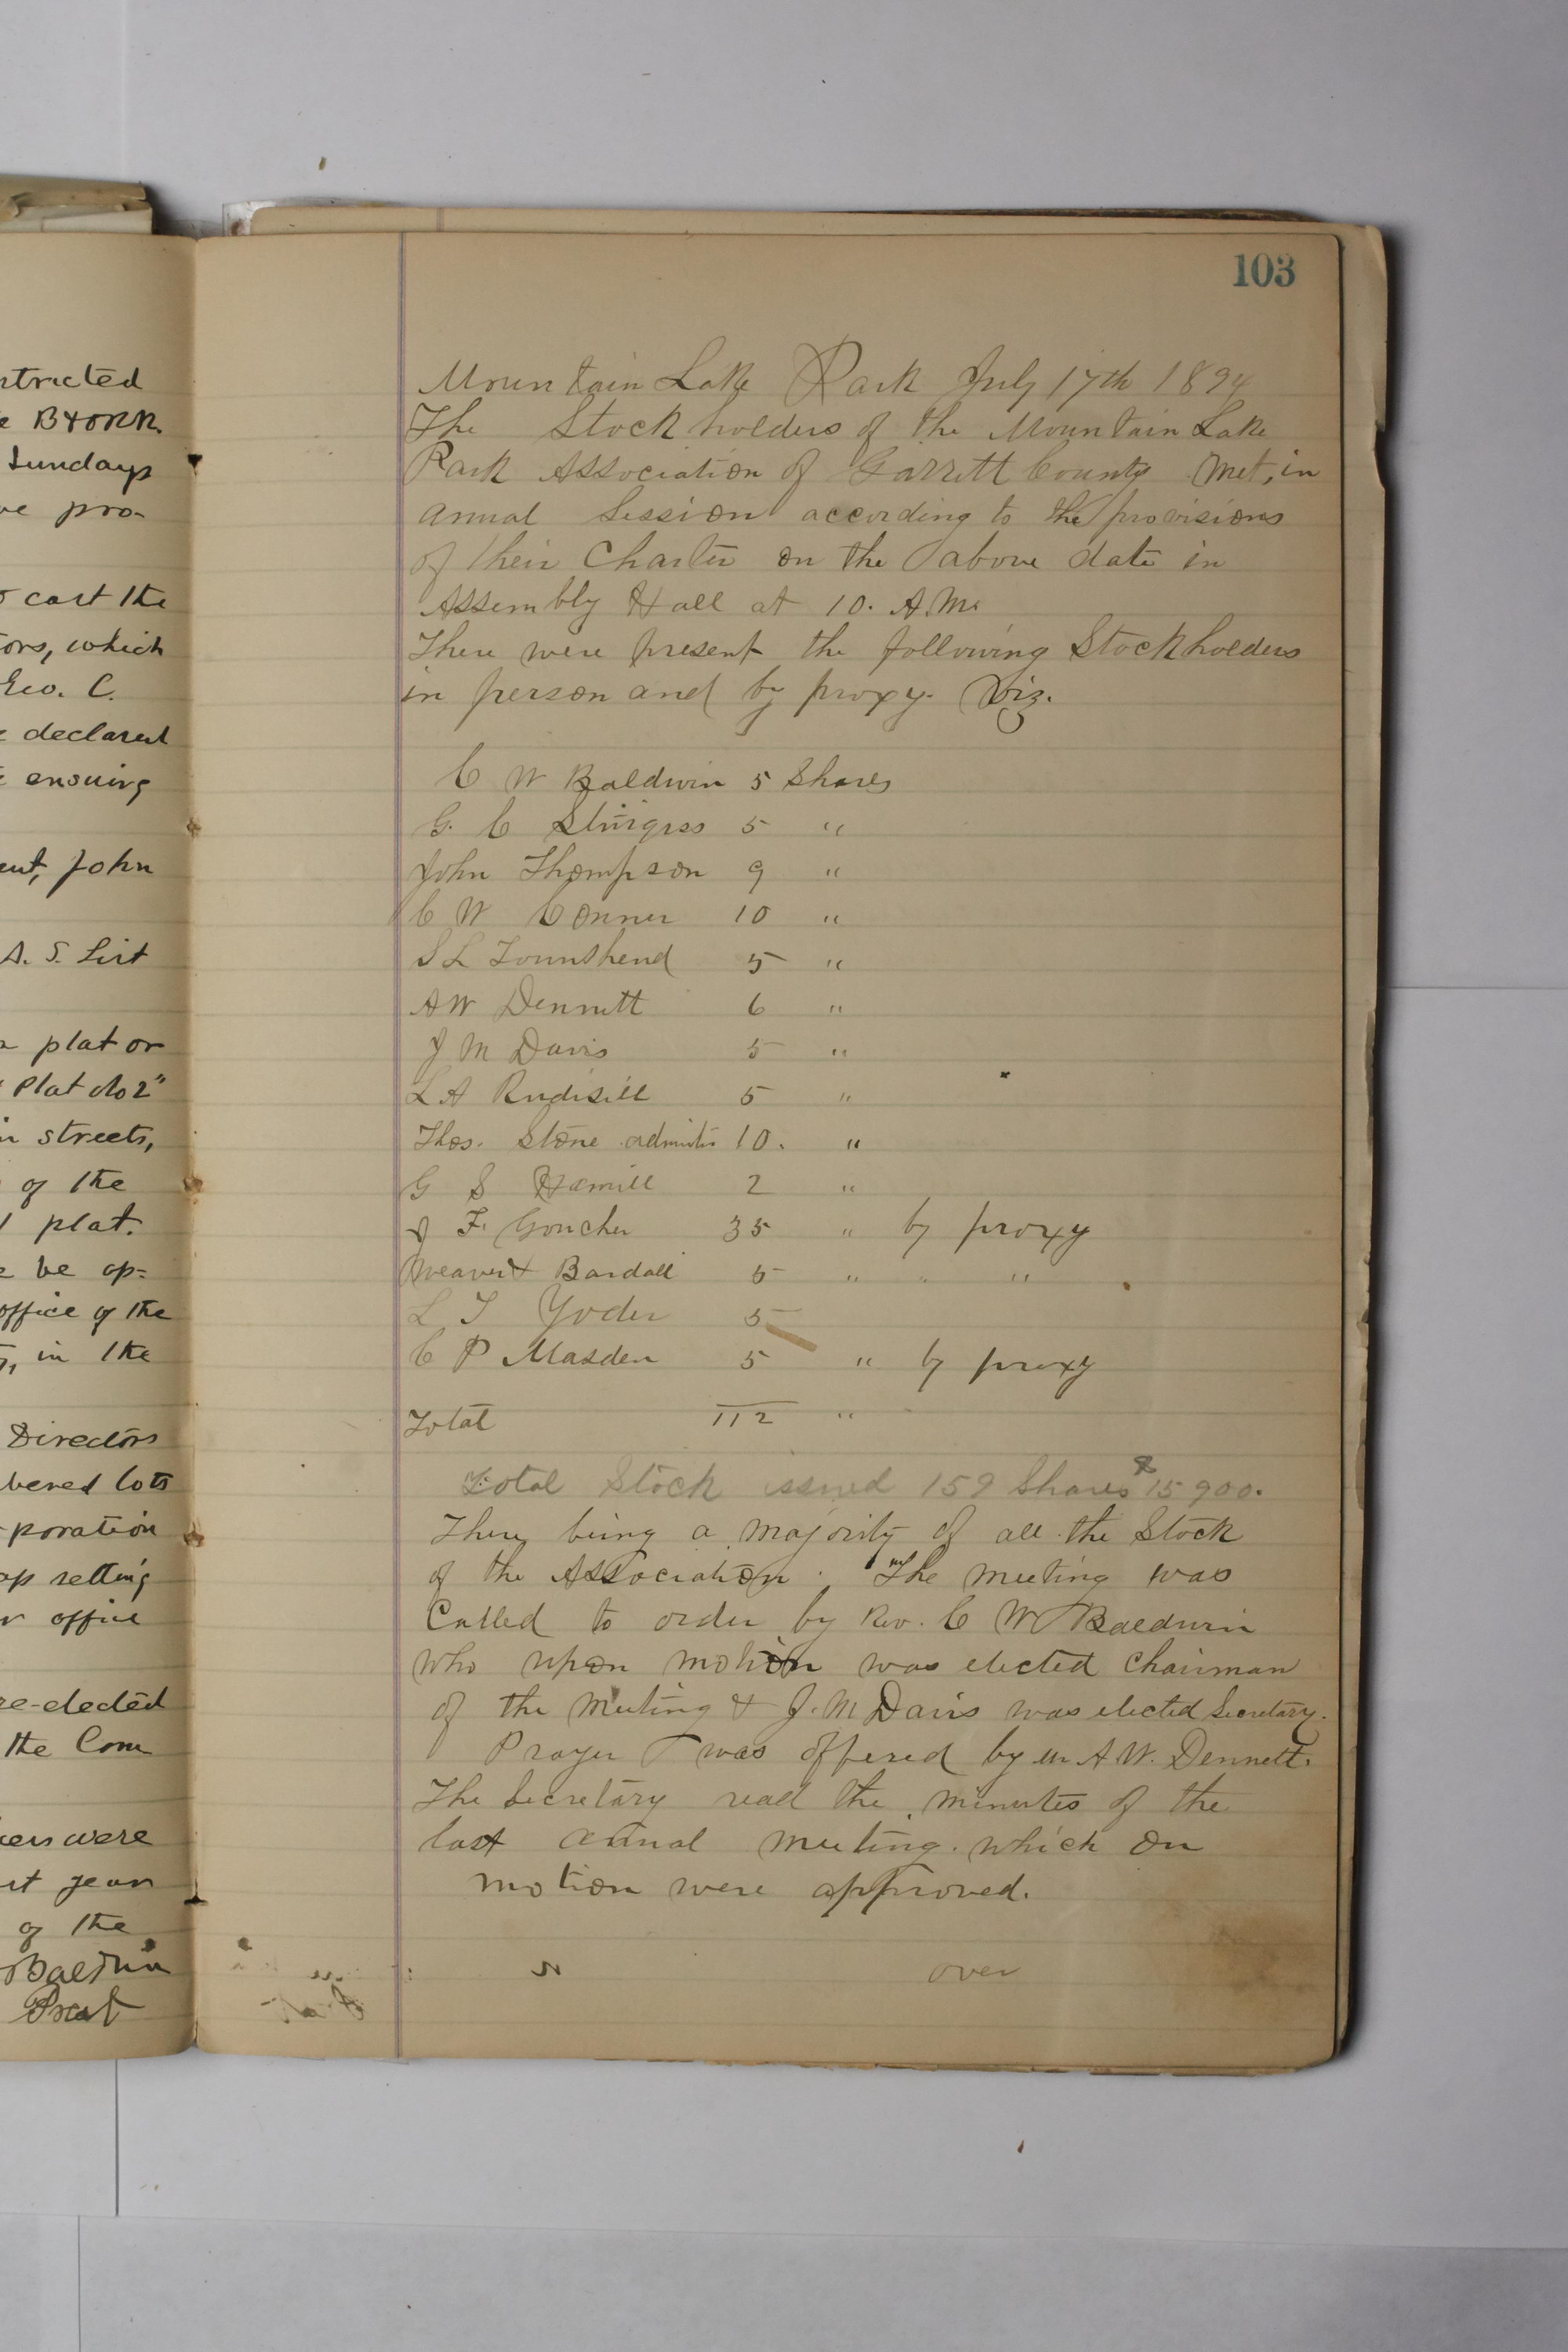 stricted
e B&ORR.
Sundays
ve pro-
cast the
tors, which
Geo. C.
e declared
e ensuing
ent, John
A. S. List
a plat or
"Plat No 2"
in streets,
of the
plat.
be op=
office of the
in the
Directors
bered lots
poration
ap setting
r office
re-elected
the Com
cers were
st year
of the
Baldwin
Prest
103
Mountain Lake Park July 17th 1894
The Stockholders of the Mountain Lake
Park Association of Garrett County Met, in
annual Session according to the provisions
of their Charter on the above date in
Assembly Hall at 10. A.M.
There were present the following Stockholders
in person and by proxy. Viz.
C W Baldwin 5 Shares
G. C Sturgiss 5 "
John Thompson 9 "
C W Conner 10 "
S L Townshend 5 "
A W Dennett 6 "
J M Davis 5 "
L A Rudisill 5 "
Thos. Stone 10. "
G S Hamill 2 "
J F. Goucher 35 " by proxy
Weaver & Bardall 5 " " "
L T Yoder 5
C P Masden 5 " by proxy
Total 112 "
Total Stock issued 159 Shares $15900.
There being a majority of all the Stock
of the Association. The meeting was
Called to order by Rev. C W Baldwin
who upon motion was elected Chairman
of the Meeting & J. M Davis was elected Secretary.
Prayer was offered by A. W. Dennett.
The Secretary read the minutes of the
last annual meeting. which on
motion were approved.
over